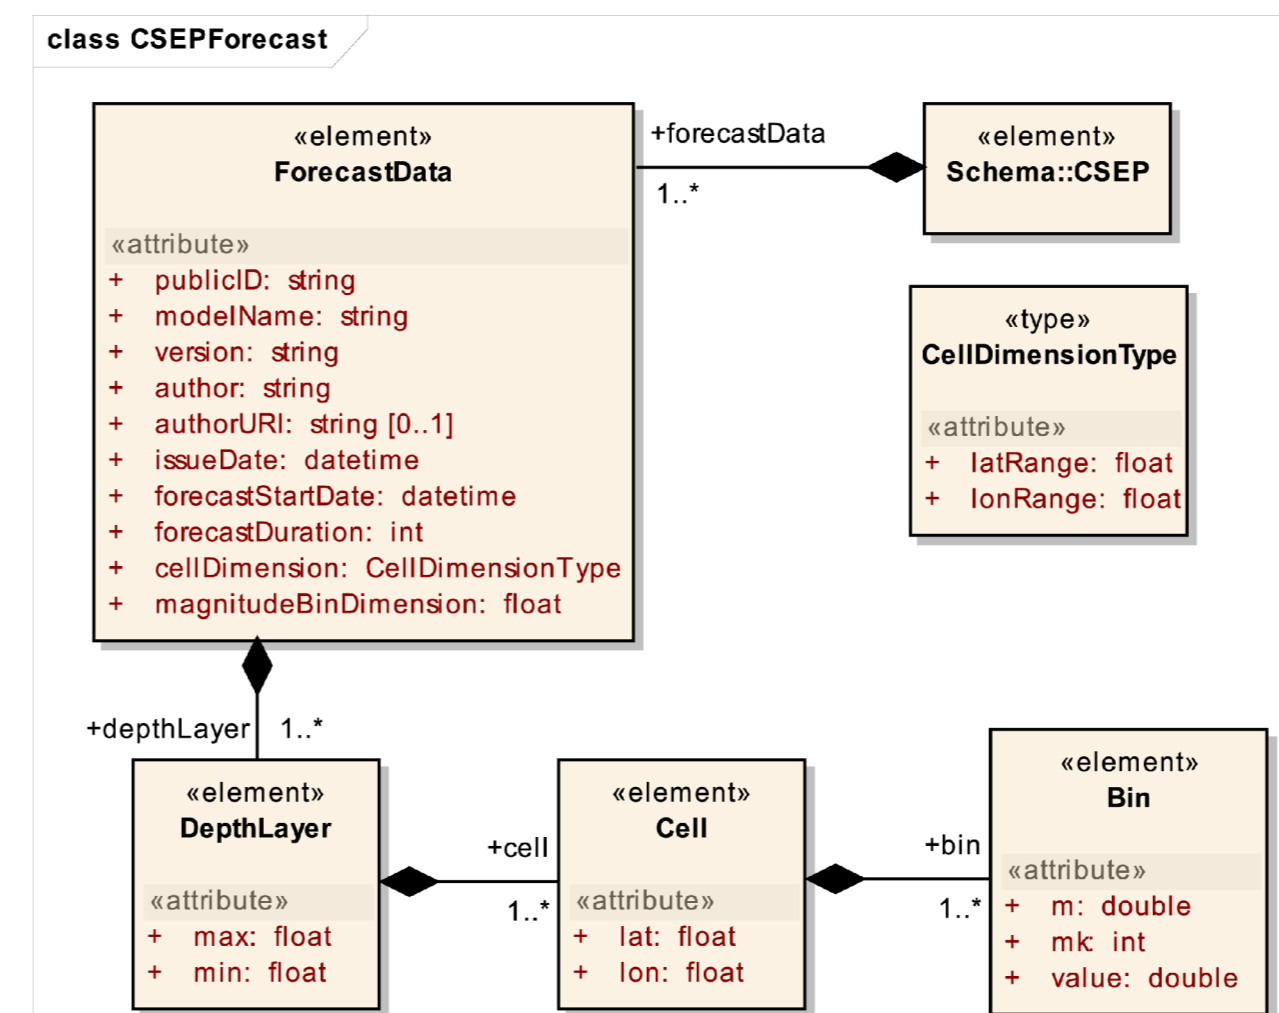 class CSEPForecast
«element»
ForecastData
«attribute»
+ publicID: string
+ modelName: string
+ version: string
+ author: string
+ authorURI: string [0..1]
+ issueDate: datetime
+ forecastStartDate: datetime
+ forecastDuration: int
+ cellDimension: CellDimensionType
+ magnitudeBinDimension: float
+forecastData
1..*
«element»
Schema::CSEP
«type»
CellDimensionType
«attribute»
+ latRange: float
+ lonRange: float
+depthLayer
1..*
«element»
DepthLayer
«attribute»
+ max: float
+ min: float
+cell
1..*
«element»
Cell
«attribute»
+ lat: float
+ lon: float
+bin
1..*
«element»
Bin
«attribute»
+ m: double
+ mk: int
+ value: double